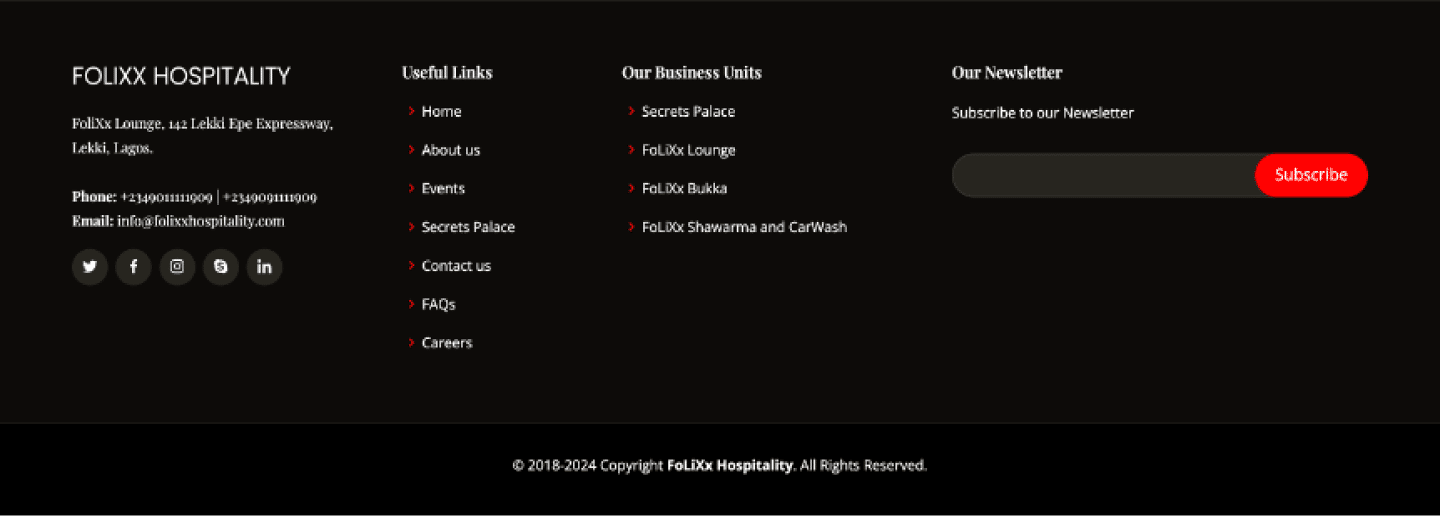 FOLIXX HOSPITALITY
FoliXx Lounge, 142 Lekki Epe Expressway,
Lekki, Lagos.
Phone: +2349011111909 | +2349091111909
Email: info@folixxhospitality.com
Useful Links
Home
About us
Events
Secrets Palace
Contact us
FAQs
Careers
Our Business Units
Secrets Palace
FoLiXx Lounge
FoLiXx Bukka
FoLiXx Shawarma and CarWash
Our Newsletter
Subscribe to our Newsletter
Subscribe
© 2018-2024 Copyright FoLiXx Hospitality. All Rights Reserved.